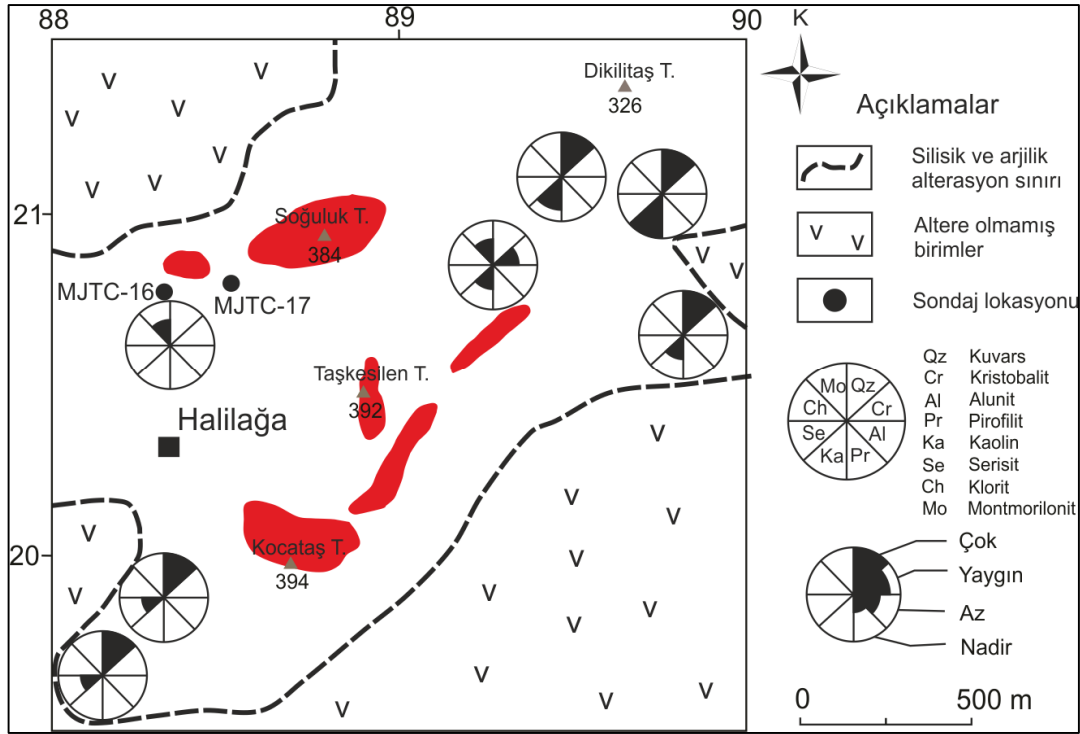 88
89
90
K
Dikilitaş T.
326
Açıklamalar
Silisik ve arjilik
alterasyon sınırı
21
Soğuluk T.
384
v v
Altere olmamış
birimler
MJTC-16
MJTC-17
Sondaj lokasyonu
Taşkesilen T.
392
Halilağa
Mo Qz
Ch Cr
Se Al
Ka Pr
Qz Kuvars
Cr Kristobalit
Al Alunit
Pr Pirofilit
Ka Kaolin
Se Serisit
Ch Klorit
Mo Montmorilonit
20
Kocataş T.
394
Çok
Yaygın
Az
Nadir
0 500 m